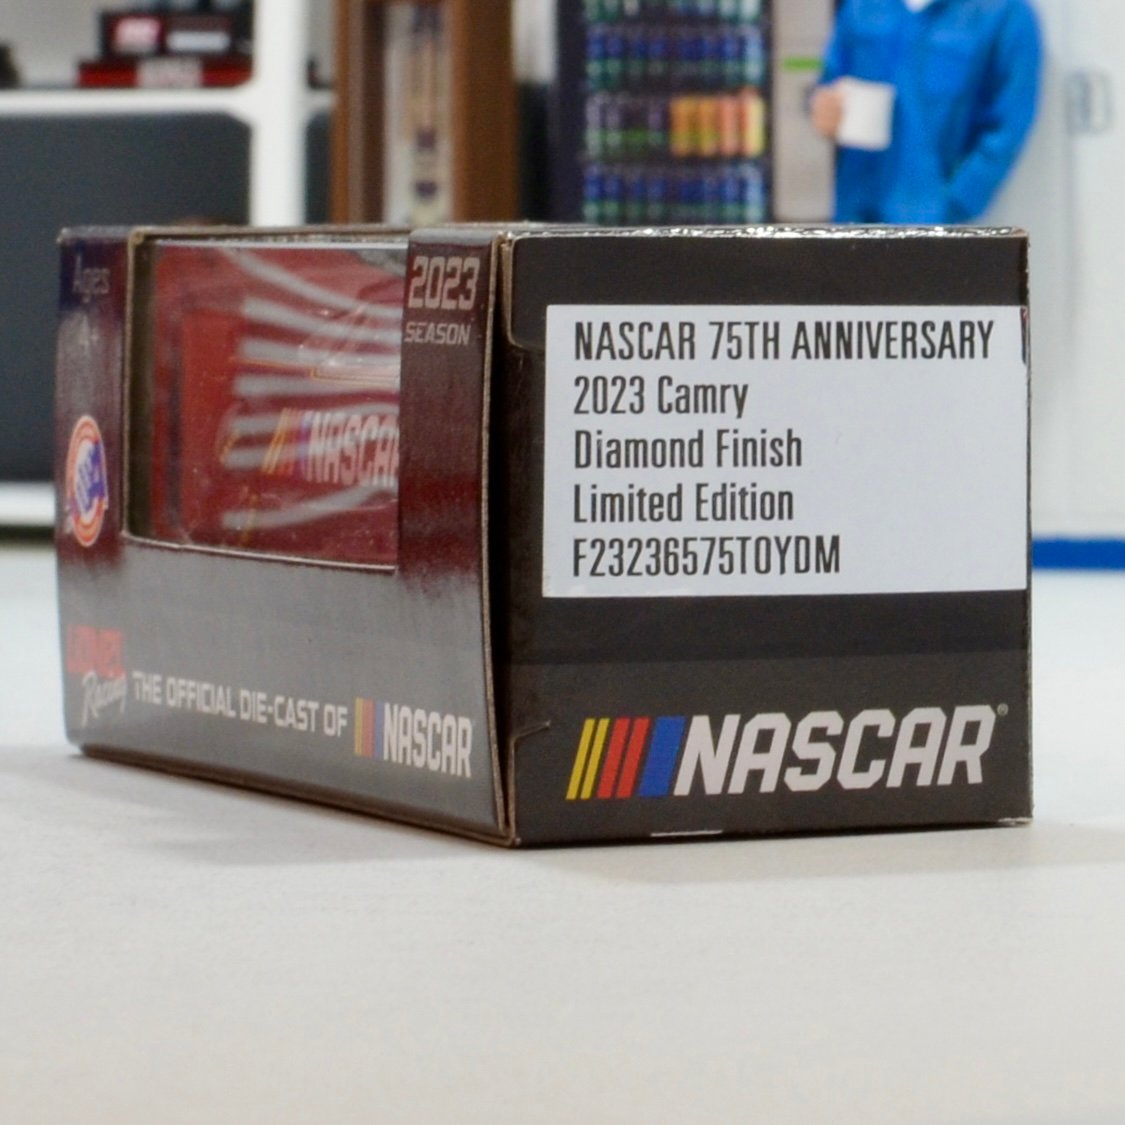 Ages
4+
2023
SEASON
NASCAR
Racing
THE OFFICIAL DIE-CAST OF NASCAR
NASCAR 75TH ANNIVERSARY
2023 Camry
Diamond Finish
Limited Edition
F23236575TOYDM
NASCAR®